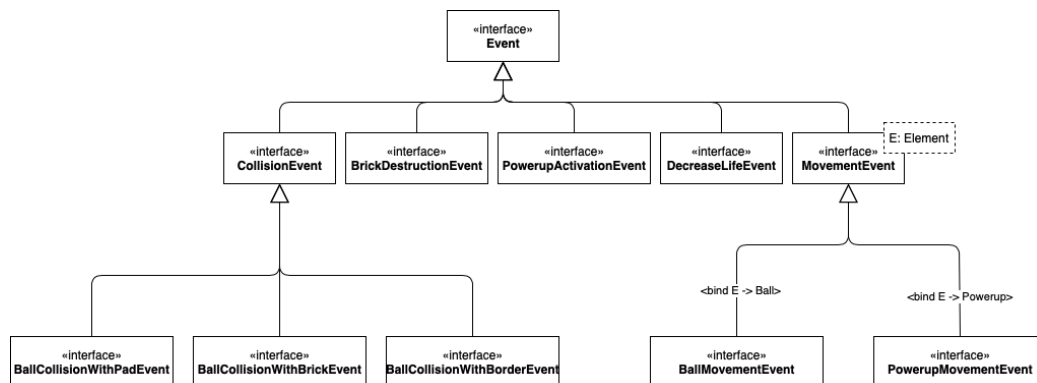 «interface»
Event
«interface»
CollisionEvent
«interface»
BrickDestructionEvent
«interface»
PowerupActivationEvent
«interface»
DecreaseLifeEvent
E: Element
«interface»
MovementEvent
<bind E -> Ball>
<bind E -> Powerup>
«interface»
BallCollisionWithPadEvent
«interface»
BallCollisionWithBrickEvent
«interface»
BallCollisionWithBorderEvent
«interface»
BallMovementEvent
«interface»
PowerupMovementEvent